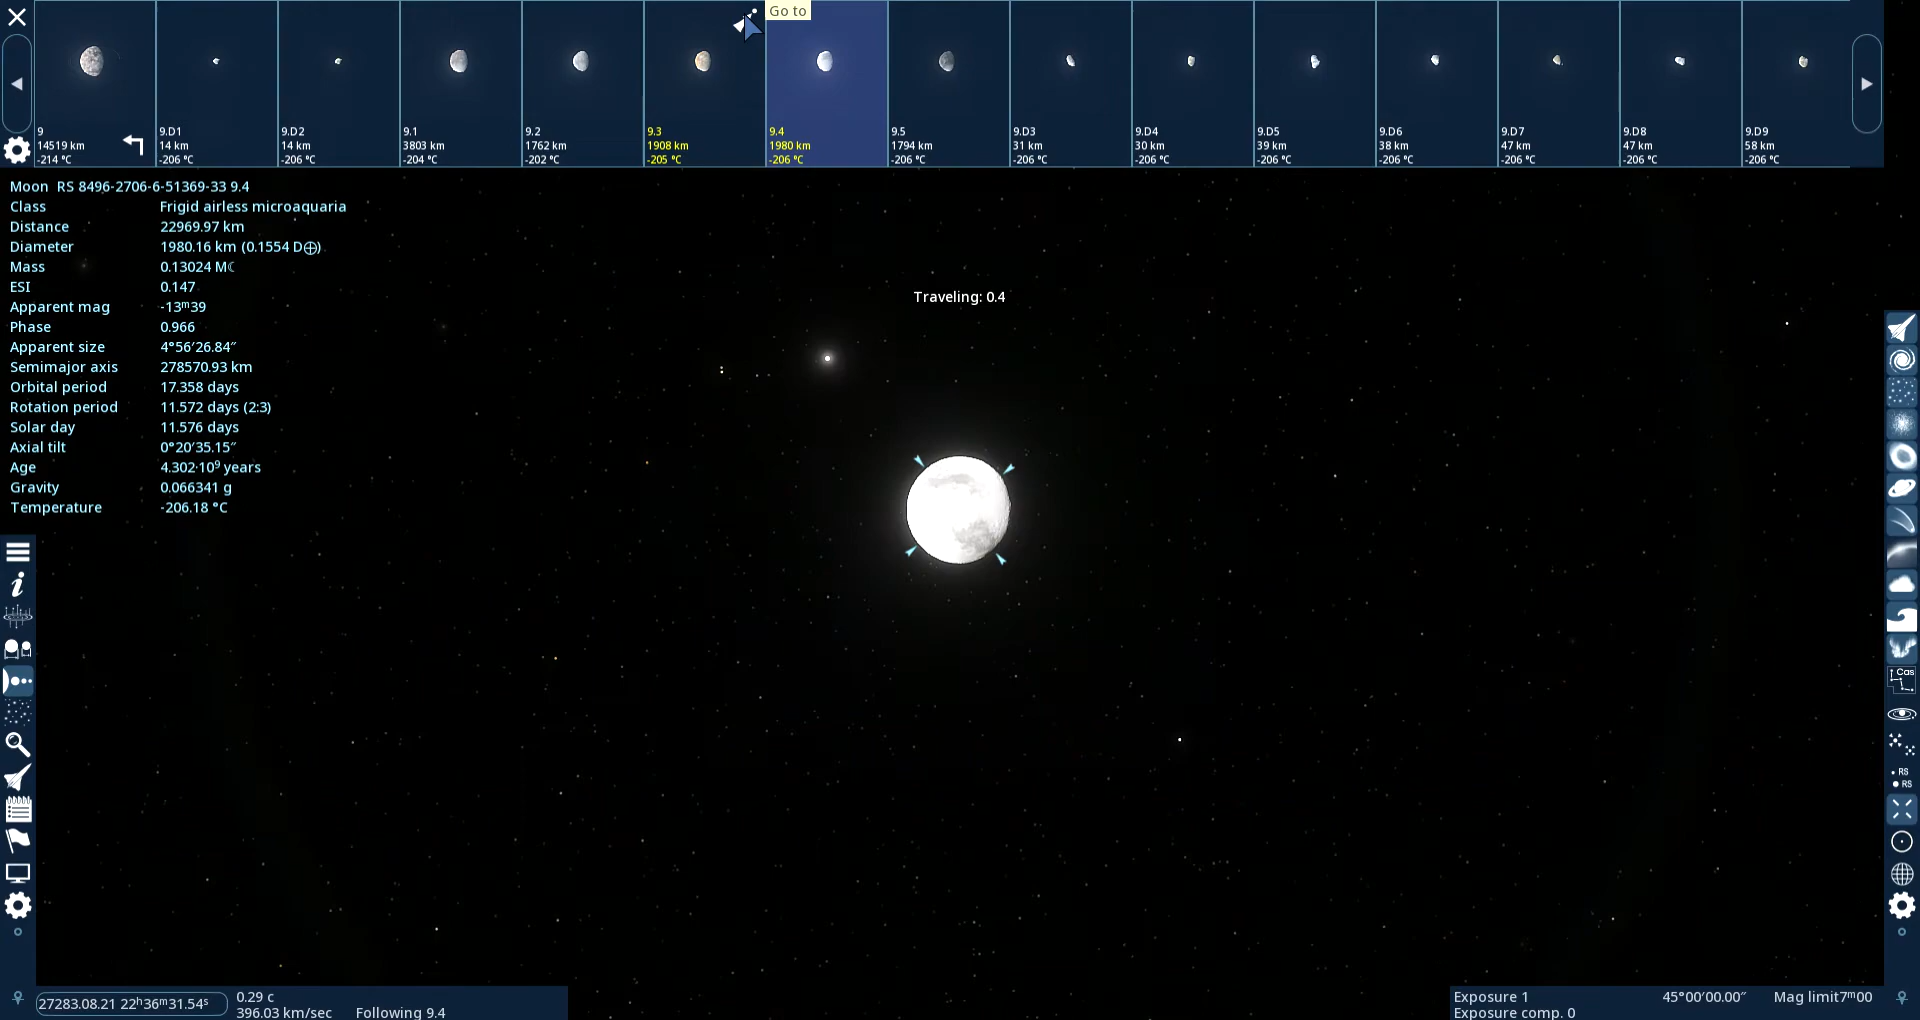 Go to
9
14519 km
-214 °C
9.D1
14 km
-206 °C
9.D2
14 km
-206 °C
9.1
3803 km
-204 °C
9.2
1762 km
-202 °C
9.3
1908 km
-205 °C
9.4
1980 km
-206 °C
9.5
1794 km
-206 °C
9.D3
31 km
-206 °C
9.D4
30 km
-206 °C
9.D5
39 km
-206 °C
9.D6
38 km
-206 °C
9.D7
47 km
-206 °C
9.D8
47 km
-206 °C
9.D9
58 km
-206 °C
Moon RS 8496-2706-6-51369-33 9.4
Class Frigid airless microaquaria
Distance 22969.97 km
Diameter 1980.16 km (0.1554 D⊕)
Mass 0.13024 M☾
ESI 0.147
Apparent mag -13ᵐ39
Phase 0.966
Apparent size 4°56′26.84″
Semimajor axis 278570.93 km
Orbital period 17.358 days
Rotation period 11.572 days (2:3)
Solar day 11.576 days
Axial tilt 0°20′35.15″
Age 4.302·10⁹ years
Gravity 0.066341 g
Temperature -206.18 °C
Traveling: 0.4
Cas
RS
RS
27283.08.21 22ʰ36ᵐ31.54ˢ
0.29 c
396.03 km/sec Following 9.4
Exposure 1 45°00′00.00″ Mag limit7ᵐ00
Exposure comp. 0